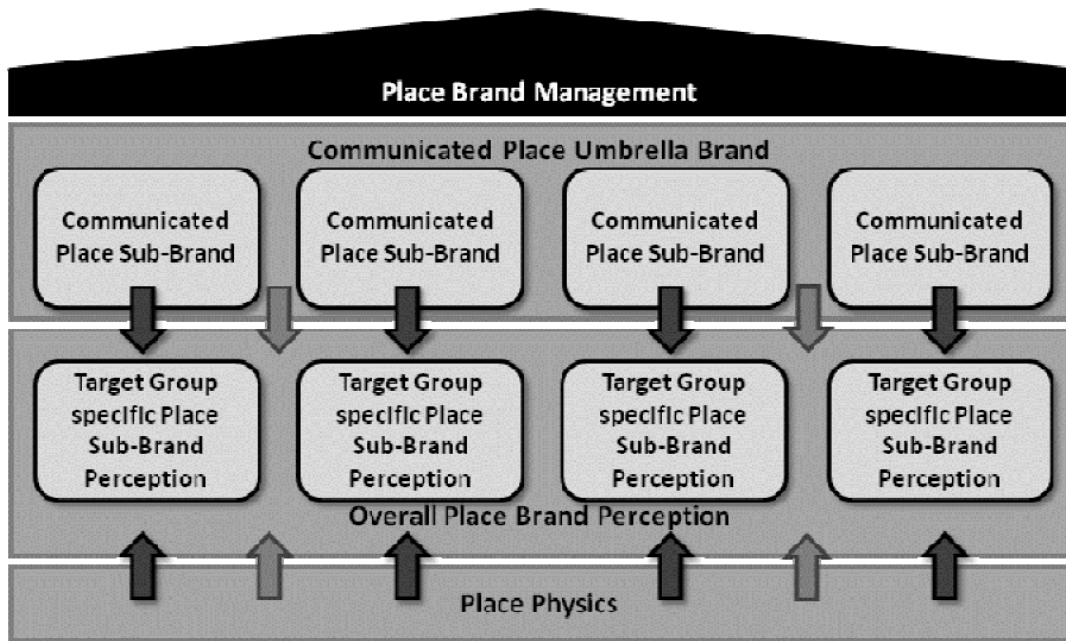 Place Brand Management
Communicated Place Umbrella Brand
Communicated
Place Sub-Brand
Communicated
Place Sub-Brand
Communicated
Place Sub-Brand
Communicated
Place Sub-Brand
Target Group
specific Place
Sub-Brand
Perception
Target Group
specific Place
Sub-Brand
Perception
Target Group
specific Place
Sub-Brand
Perception
Target Group
specific Place
Sub-Brand
Perception
Overall Place Brand Perception
Place Physics